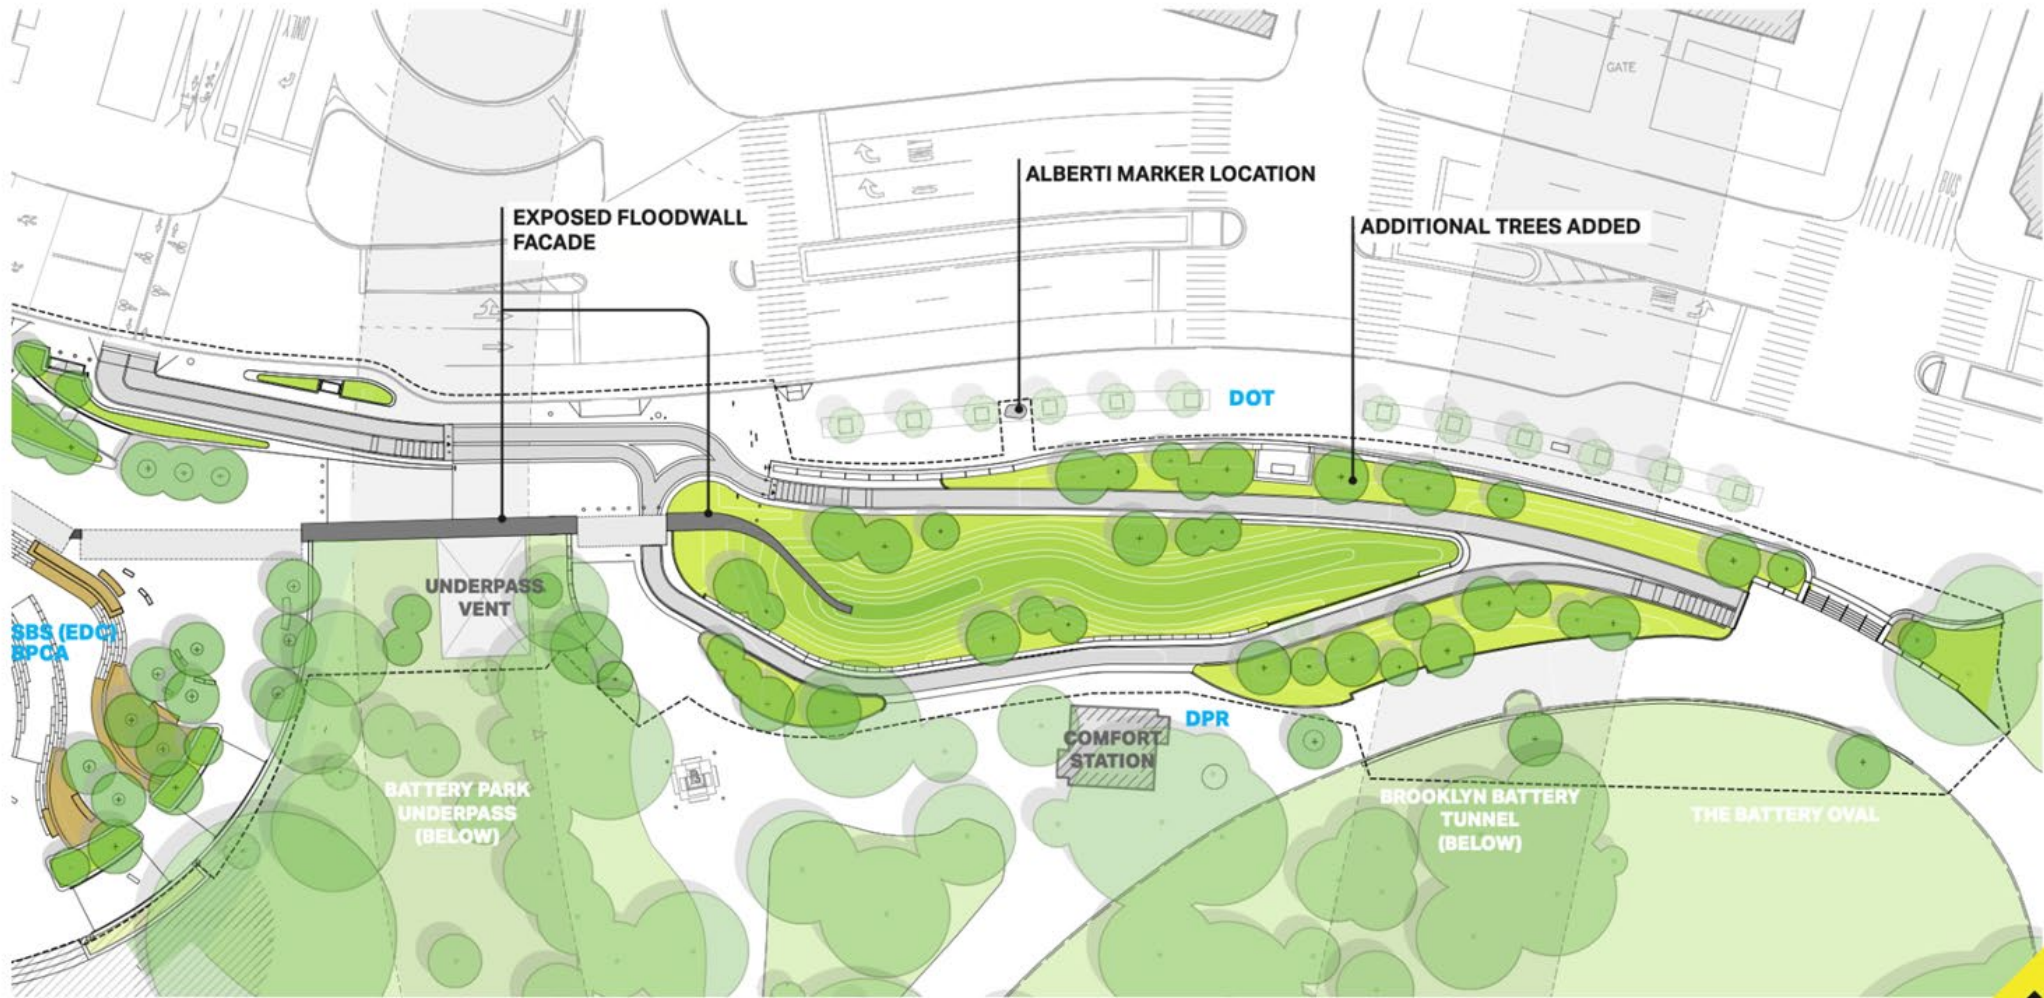 GATE
ALBERTI MARKER LOCATION
EXPOSED FLOODWALL
FACADE
ADDITIONAL TREES ADDED
BUS
DOT
UNDERPASS
VENT
SBS (EDC)
BPCA
DPR
COMFORT
STATION
BATTERY PARK
UNDERPASS
(BELOW)
BROOKLYN BATTERY
TUNNEL
(BELOW)
THE BATTERY OVAL